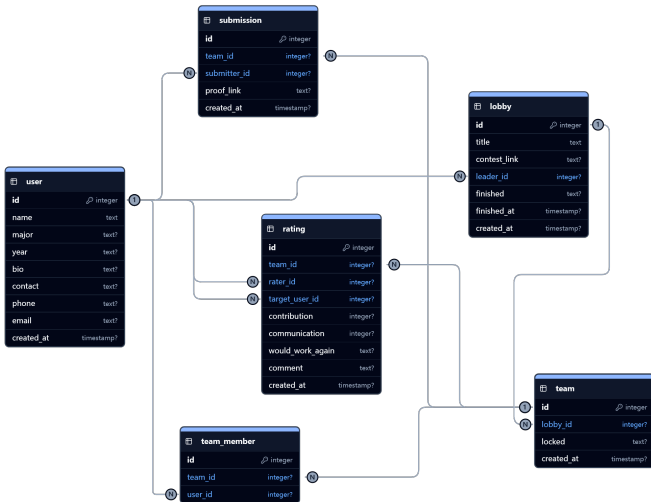 submission
id integer
team_id integer?
submitter_id integer?
proof_link text?
created_at timestamp?
N
N
lobby
id integer
1
title text
contest_link text?
leader_id integer?
N
finished text?
finished_at timestamp?
created_at timestamp?
user
id integer
1
name text
major text?
year text?
bio text?
contact text?
phone text?
email text?
created_at timestamp?
rating
id integer
team_id integer?
N
rater_id integer?
N
target_user_id integer?
N
contribution integer?
communication integer?
would_work_again text?
comment text?
created_at timestamp?
team
id integer
1
lobby_id integer?
N
locked text?
created_at timestamp?
team_member
id integer
team_id integer?
N
user_id integer?
N